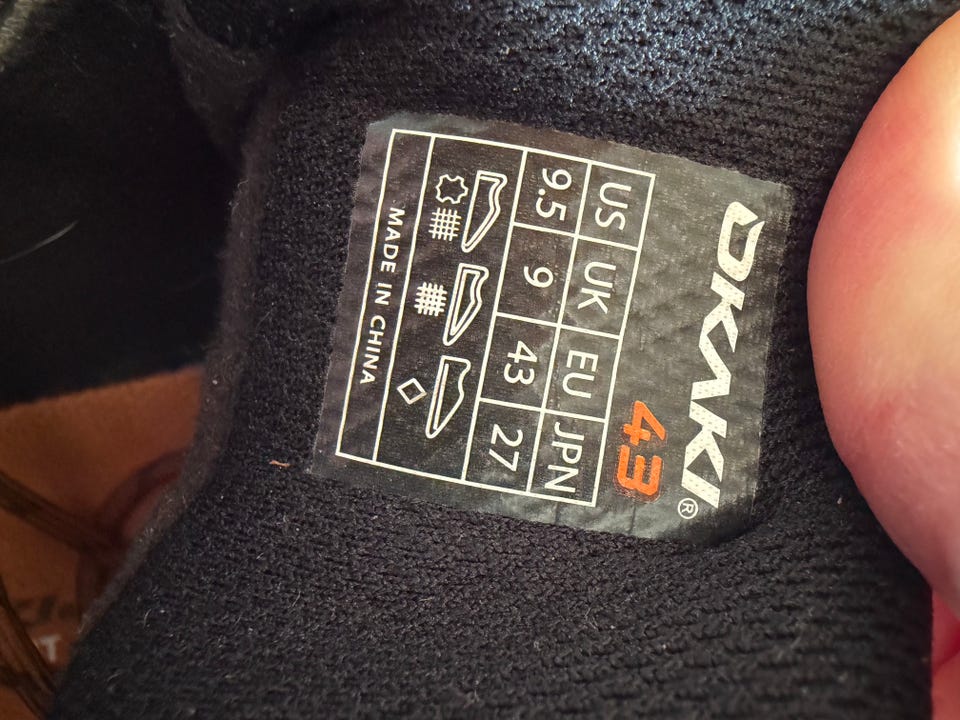 DKAKI®
43
US UK EU JPN
9.5 9 43 27
MADE IN CHINA